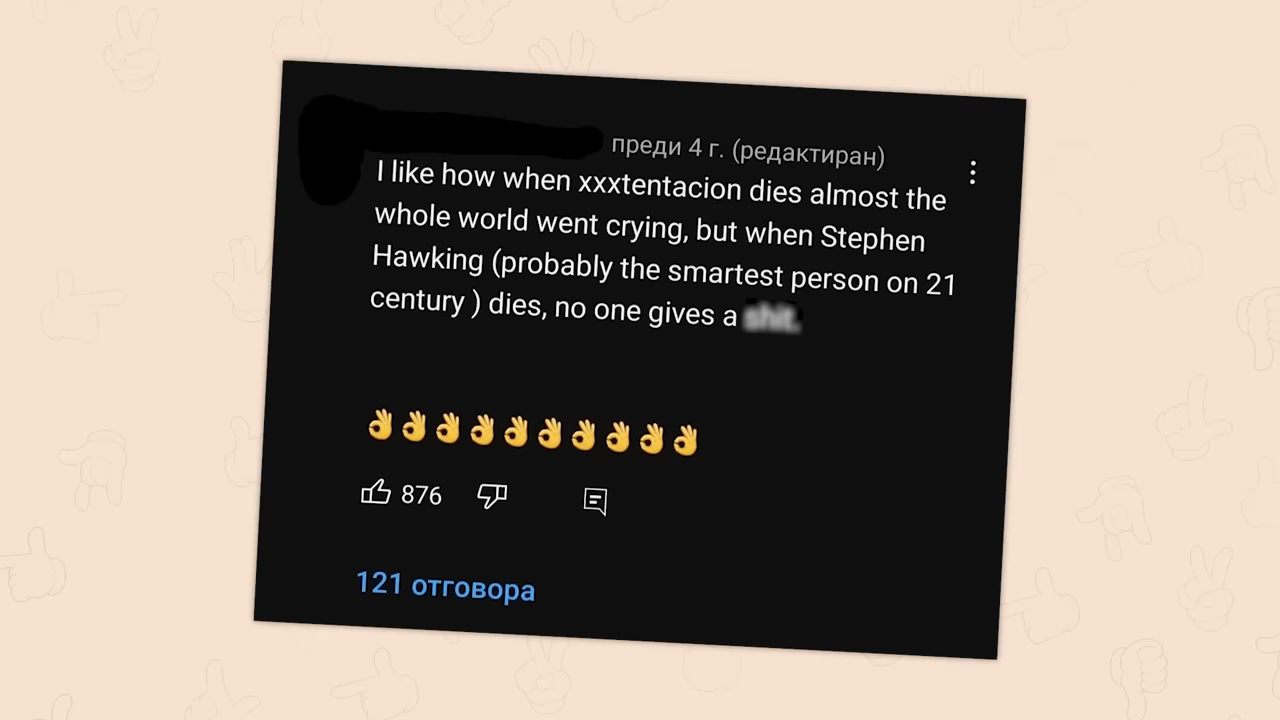 преди 4 г. (редактиран)
I like how when xxxtentacion dies almost the
whole world went crying, but when Stephen
Hawking (probably the smartest person on 21
century ) dies, no one gives a
👌👌👌👌👌👌👌👌👌👌
876
121 отговора